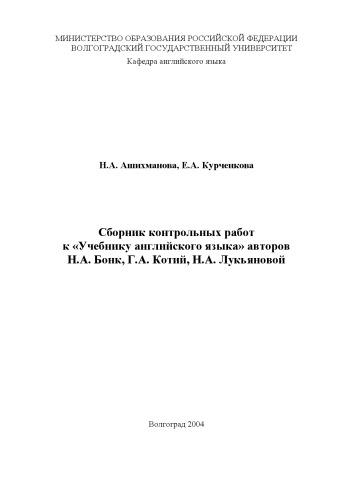 МИНИСТЕРСТВО ОБРАЗОВАНИЯ РОССИЙСКОЙ ФЕДЕРАЦИИ
ВОЛГОГРАДСКИЙ ГОСУДАРСТВЕННЫЙ УНИВЕРСИТЕТ
Кафедра английского языка
Н.А. Ашихманова, Е.А. Курченкова
Сборник контрольных работ
к «Учебнику английского языка» авторов
Н.А. Бонк, Г.А. Котий, Н.А. Лукьяновой
Волгоград 2004